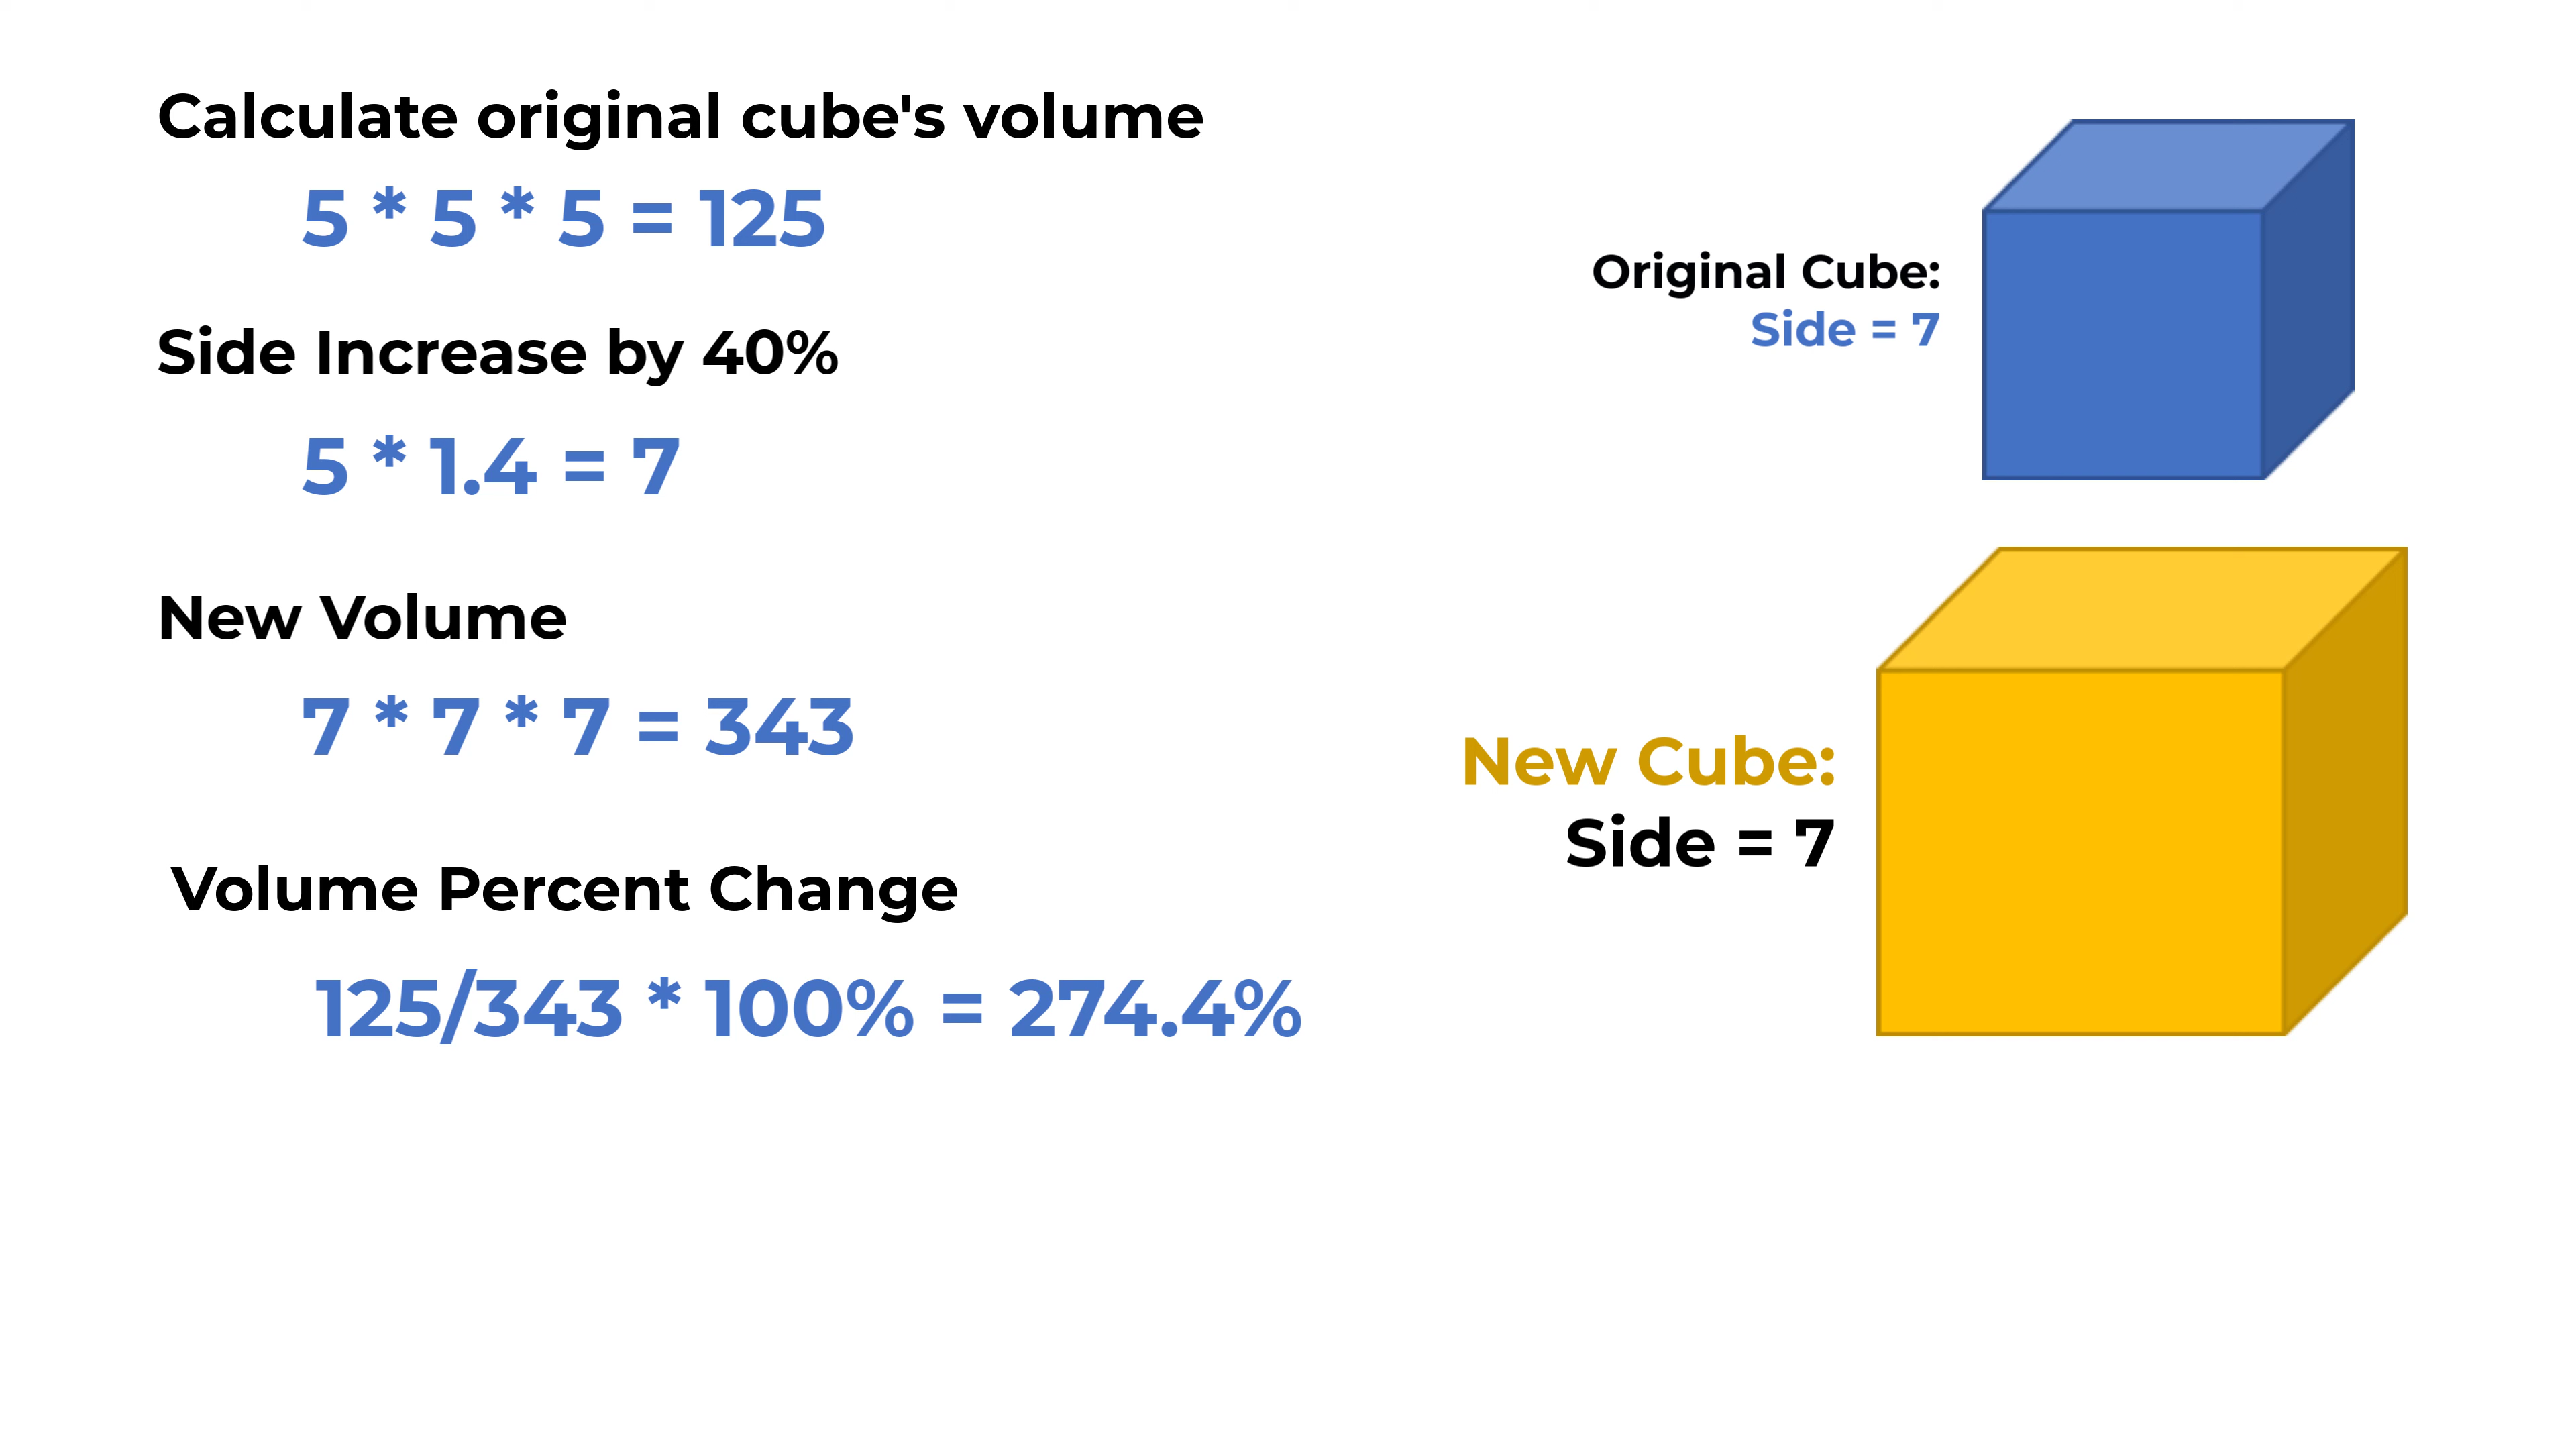 Calculate original cube's volume
5 * 5 * 5 = 125
Side Increase by 40%
5 * 1.4 = 7
New Volume
7 * 7 * 7 = 343
Volume Percent Change
125/343 * 100% = 274.4%
Original Cube:
Side = 7
New Cube:
Side = 7